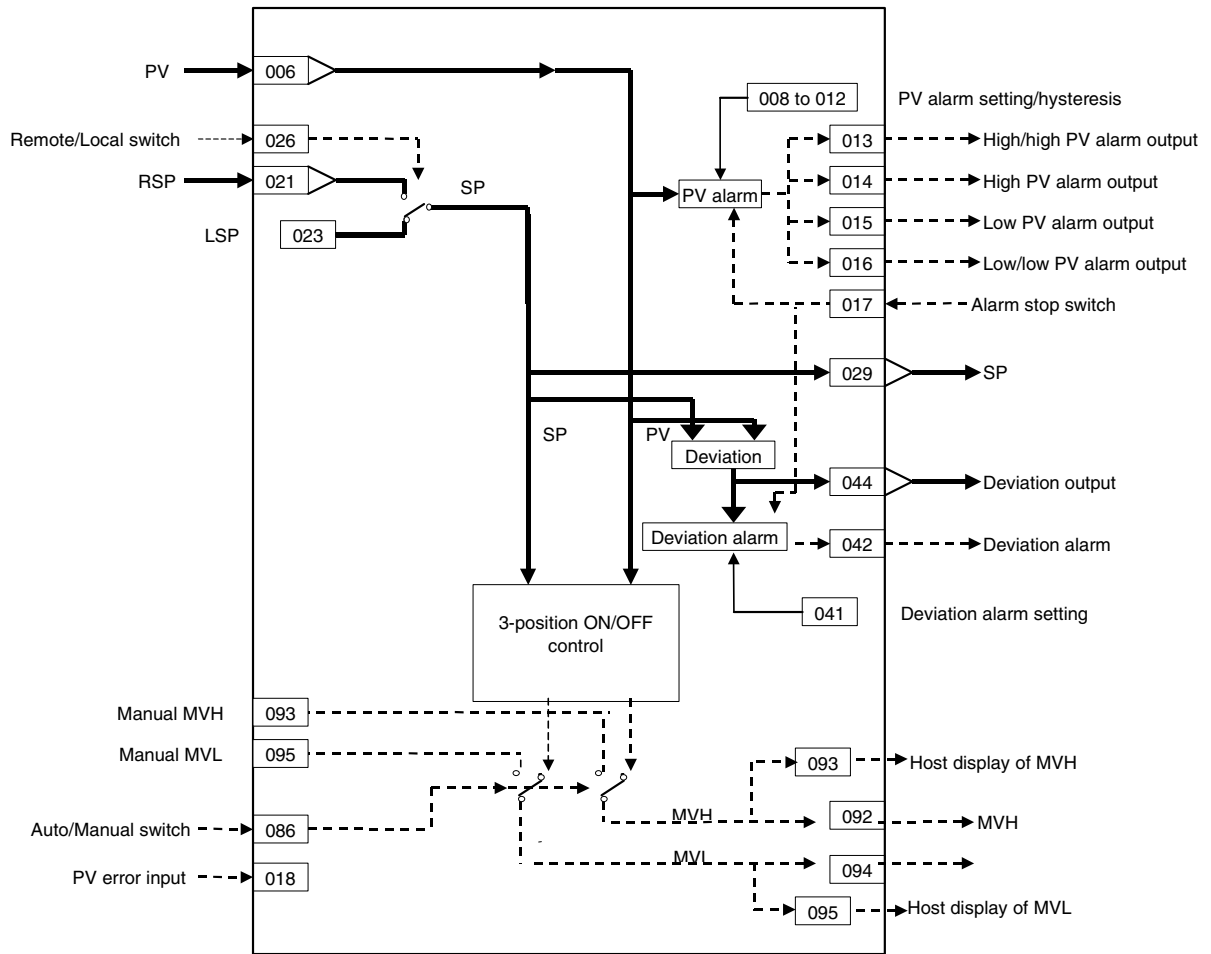 PV
006
008 to 012
PV alarm setting/hysteresis
Remote/Local switch
026
013
High/high PV alarm output
RSP
021
SP
PV alarm
014
High PV alarm output
LSP
023
015
Low PV alarm output
016
Low/low PV alarm output
017
Alarm stop switch
029
SP
SP
PV
Deviation
044
Deviation output
Deviation alarm
042
Deviation alarm
041
Deviation alarm setting
3-position ON/OFF
control
Manual MVH
093
Manual MVL
095
093
Host display of MVH
Auto/Manual switch
086
MVH
092
MVH
PV error input
018
MVL
094
095
Host display of MVL